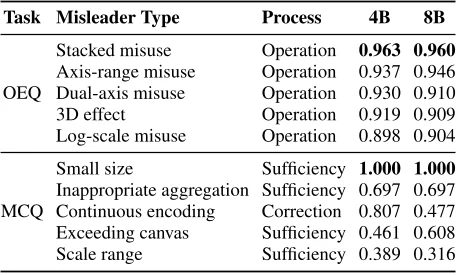 Task Misleader Type Process 4B 8B
Stacked misuse Operation 0.963 0.960
Axis-range misuse Operation 0.937 0.946
OEQ Dual-axis misuse Operation 0.930 0.910
3D effect Operation 0.919 0.909
Log-scale misuse Operation 0.898 0.904
Small size Sufficiency 1.000 1.000
Inappropriate aggregation Sufficiency 0.697 0.697
MCQ Continuous encoding Correction 0.807 0.477
Exceeding canvas Sufficiency 0.461 0.608
Scale range Sufficiency 0.389 0.316